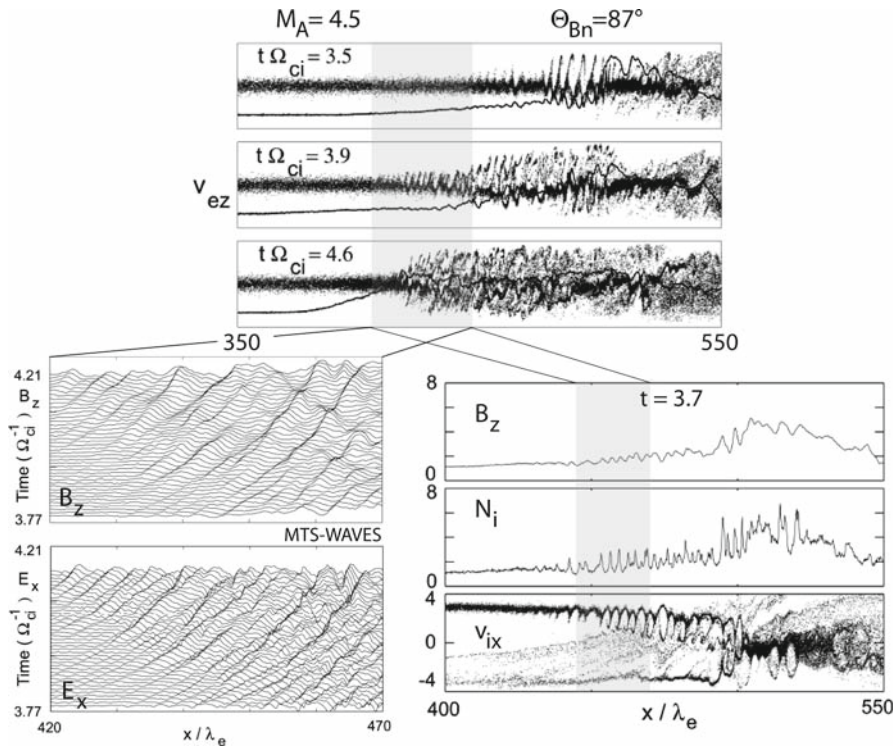 M_A = 4.5 Θ_Bn=87°
t Ω_ci = 3.5
t Ω_ci = 3.9
v_ez
t Ω_ci = 4.6
350 550
4.21
B_z
Time ( Ω_ci^-1 )
B_z
3.77
MTS-WAVES
4.21
E_x
Time ( Ω_ci^-1 )
E_x
3.77
420 470
x / λ_e
8
t = 3.7
B_z
0
8
N_i
0
4
v_ix
0
-4
400 550
x / λ_e